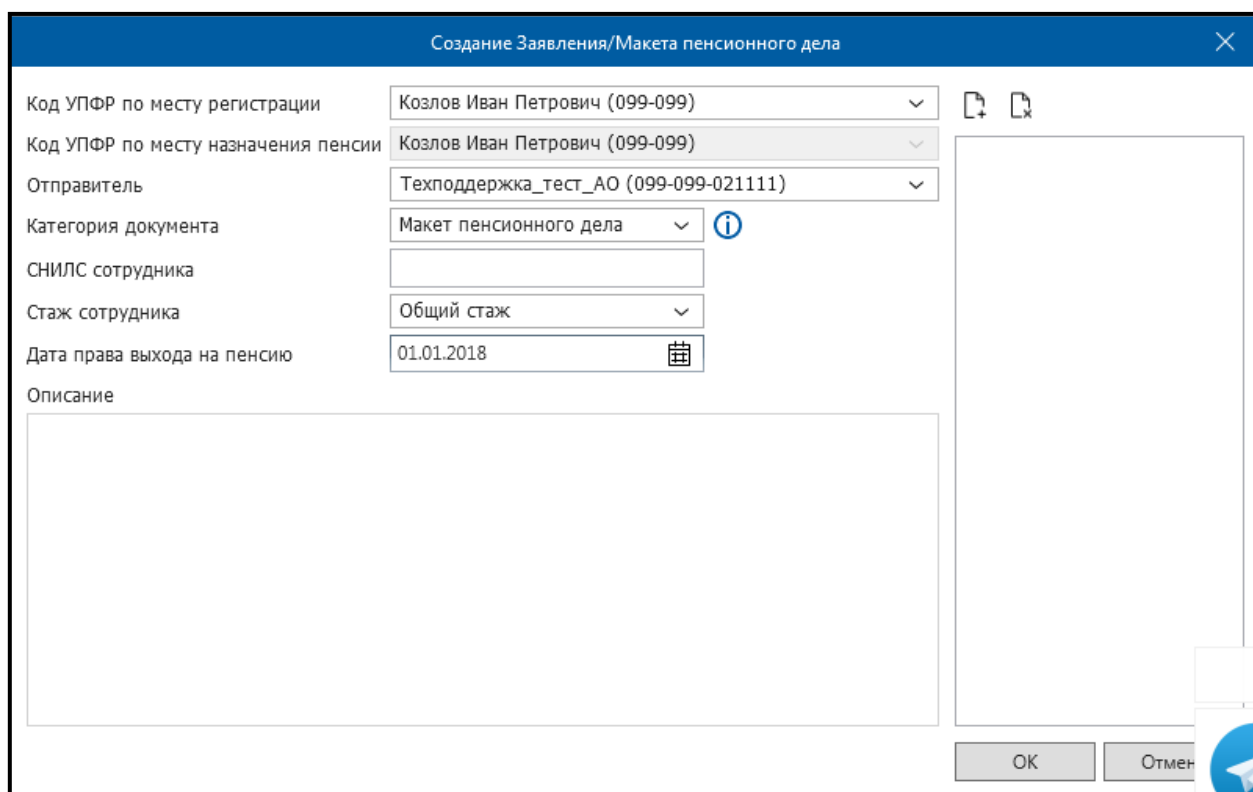 Создание Заявления/Макета пенсионного дела
Код УПФР по месту регистрации Козлов Иван Петрович (099-099)
Код УПФР по месту назначения пенсии Козлов Иван Петрович (099-099)
Отправитель Техподдержка_тест_АО (099-099-021111)
Категория документа Макет пенсионного дела
СНИЛС сотрудника
Стаж сотрудника Общий стаж
Дата права выхода на пенсию 01.01.2018
Описание
ОК Отмен